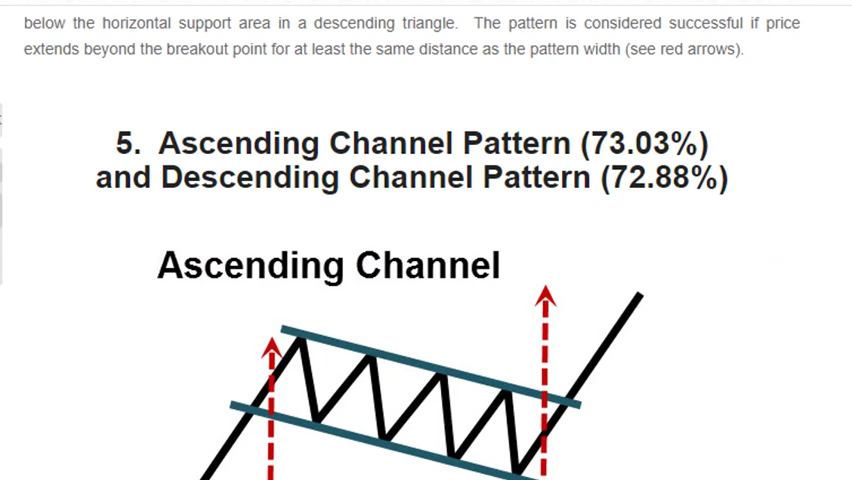 below the horizontal support area in a descending triangle. The pattern is considered successful if price
extends beyond the breakout point for at least the same distance as the pattern width (see red arrows).
5. Ascending Channel Pattern (73.03%)
and Descending Channel Pattern (72.88%)
Ascending Channel